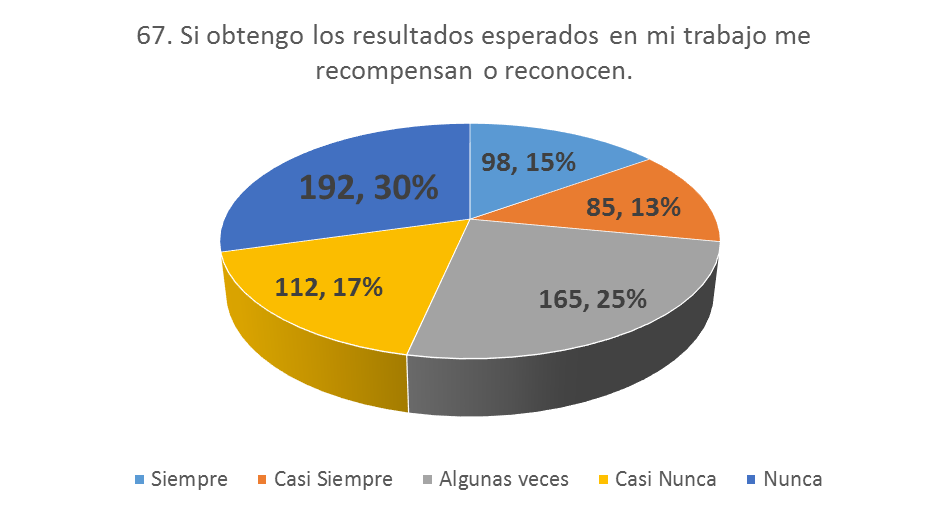 67. Si obtengo los resultados esperados en mi trabajo me
recompensan o reconocen.
98, 15%
192, 30%
85, 13%
112, 17%
165, 25%
Siempre Casi Siempre Algunas veces Casi Nunca Nunca